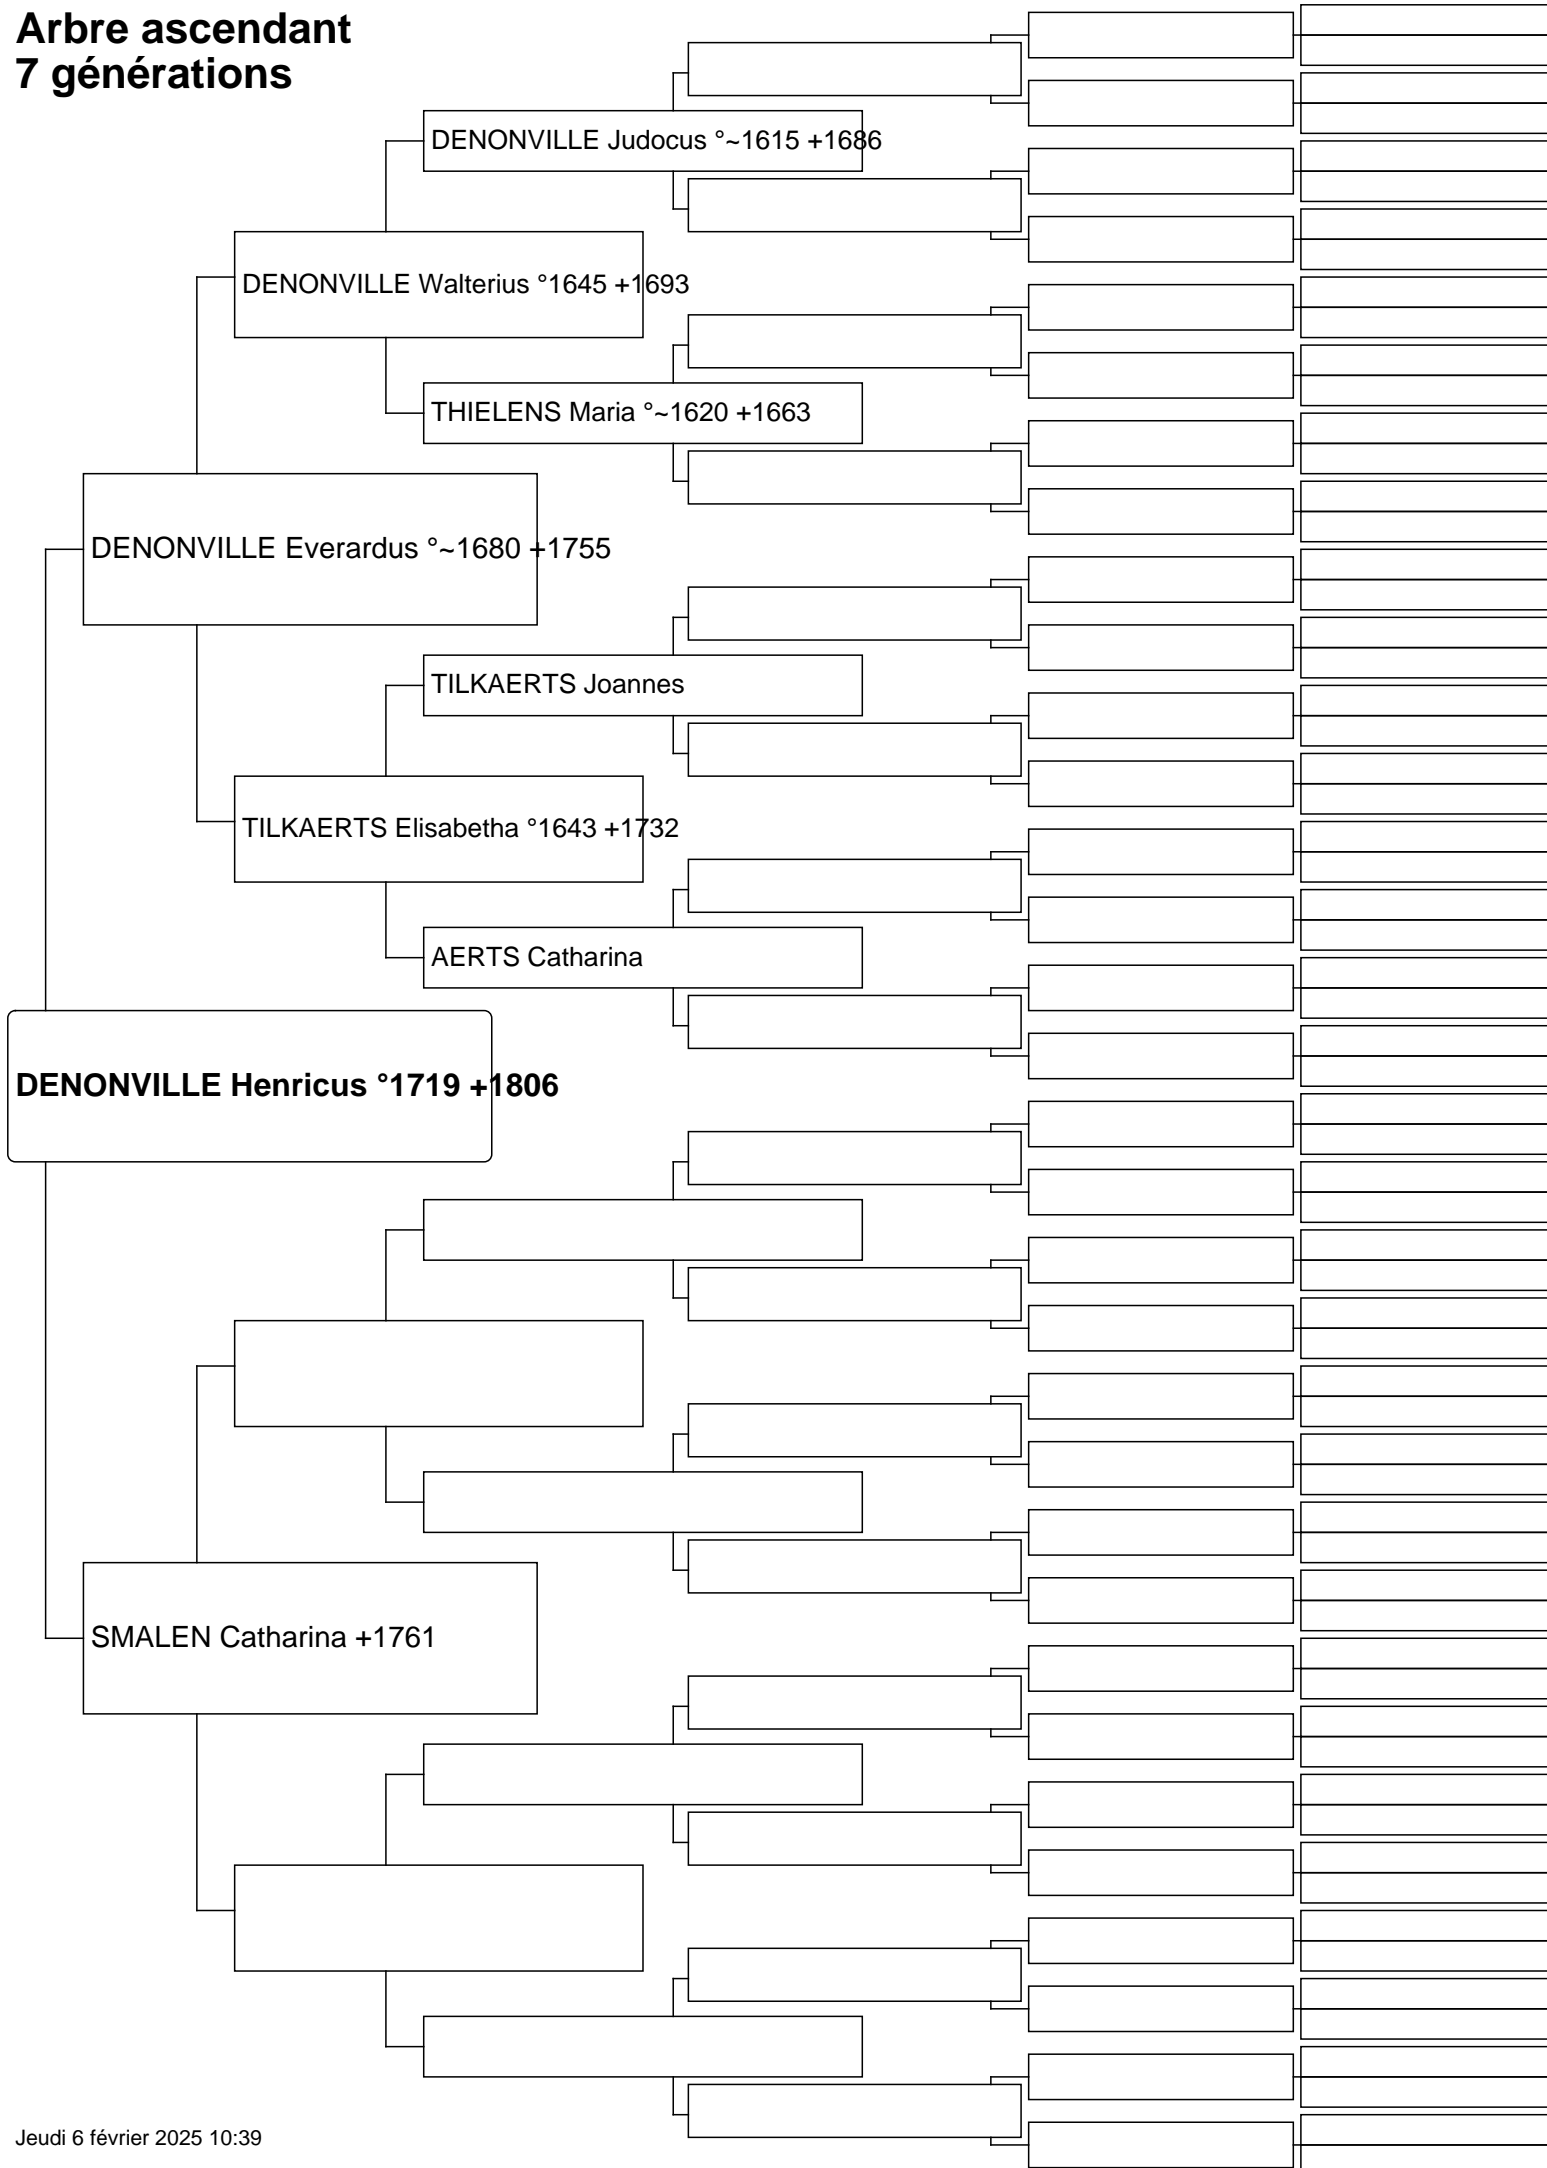 Arbre ascendant
7 générations
DENONVILLE Judocus °~1615 +1686
DENONVILLE Walterius °1645 +1693
THIELENS Maria °~1620 +1663
DENONVILLE Everardus °~1680 +1755
TILKAERTS Joannes
TILKAERTS Elisabetha °1643 +1732
AERTS Catharina
DENONVILLE Henricus °1719 +1806
SMALEN Catharina +1761
Jeudi 6 février 2025 10:39